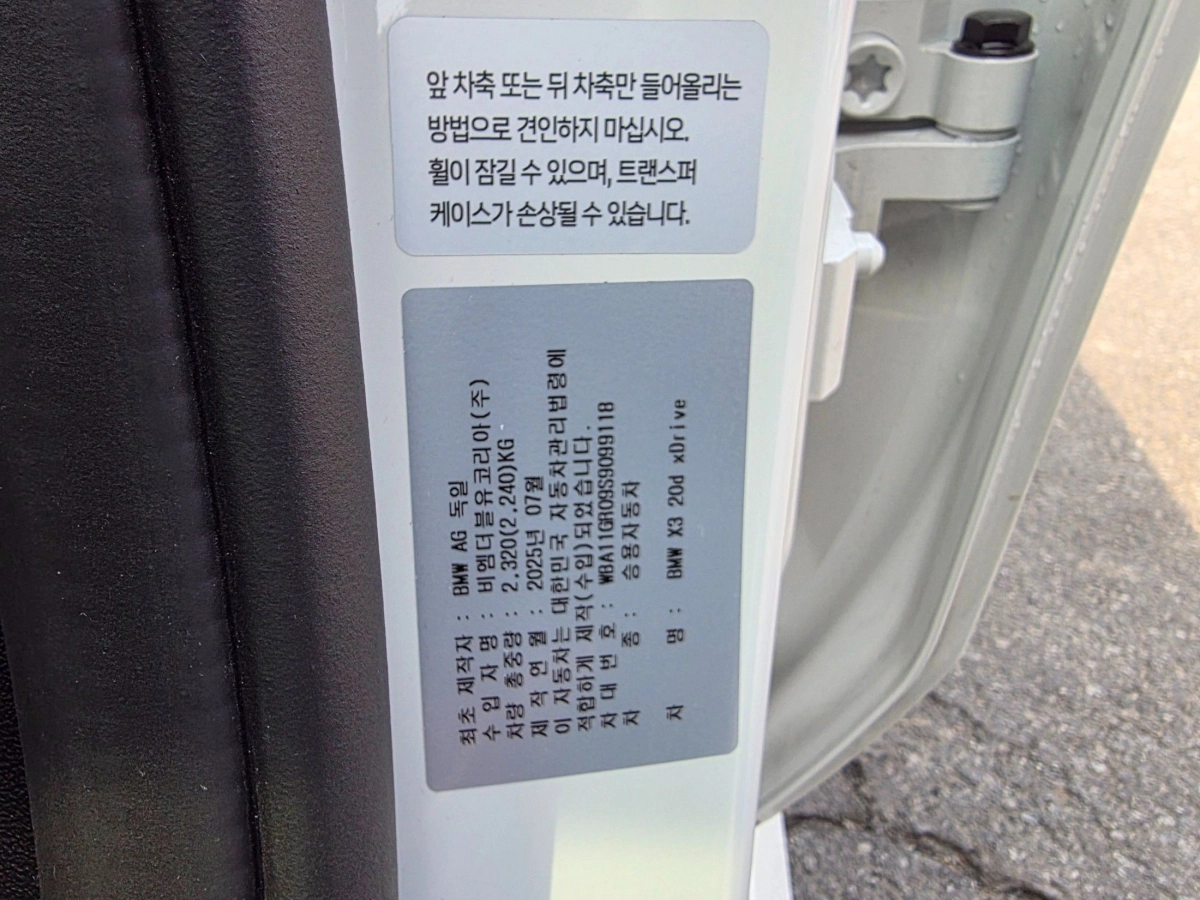 앞 차축 또는 뒤 차축만 들어올리는
방법으로 견인하지 마십시오.
휠이 잠길 수 있으며, 트랜스퍼
케이스가 손상될 수 있습니다.
최초 제작자 : BMW AG 독일
수 입 자 명 : 비엠더블유코리아(주)
차량 총중량 : 2,320(2,240)KG
제 작 연 월 : 2025년 07월
이 자동차는 대한민국 자동차관리법령에
적합하게 제작(수입)되었습니다.
차 대 번 호 : WBA11GR09S9099118
차 종 : 승용자동차
차 명 : BMW X3 20d xDrive